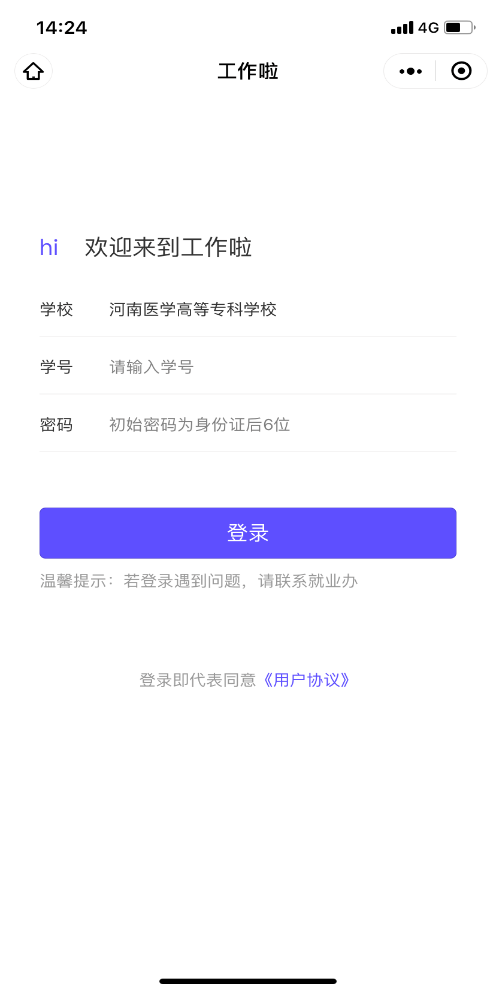 14:24 4G
工作啦
hi 欢迎来到工作啦
学校 河南医学高等专科学校
学号 请输入学号
密码 初始密码为身份证后6位
登录
温馨提示：若登录遇到问题，请联系就业办
登录即代表同意《用户协议》